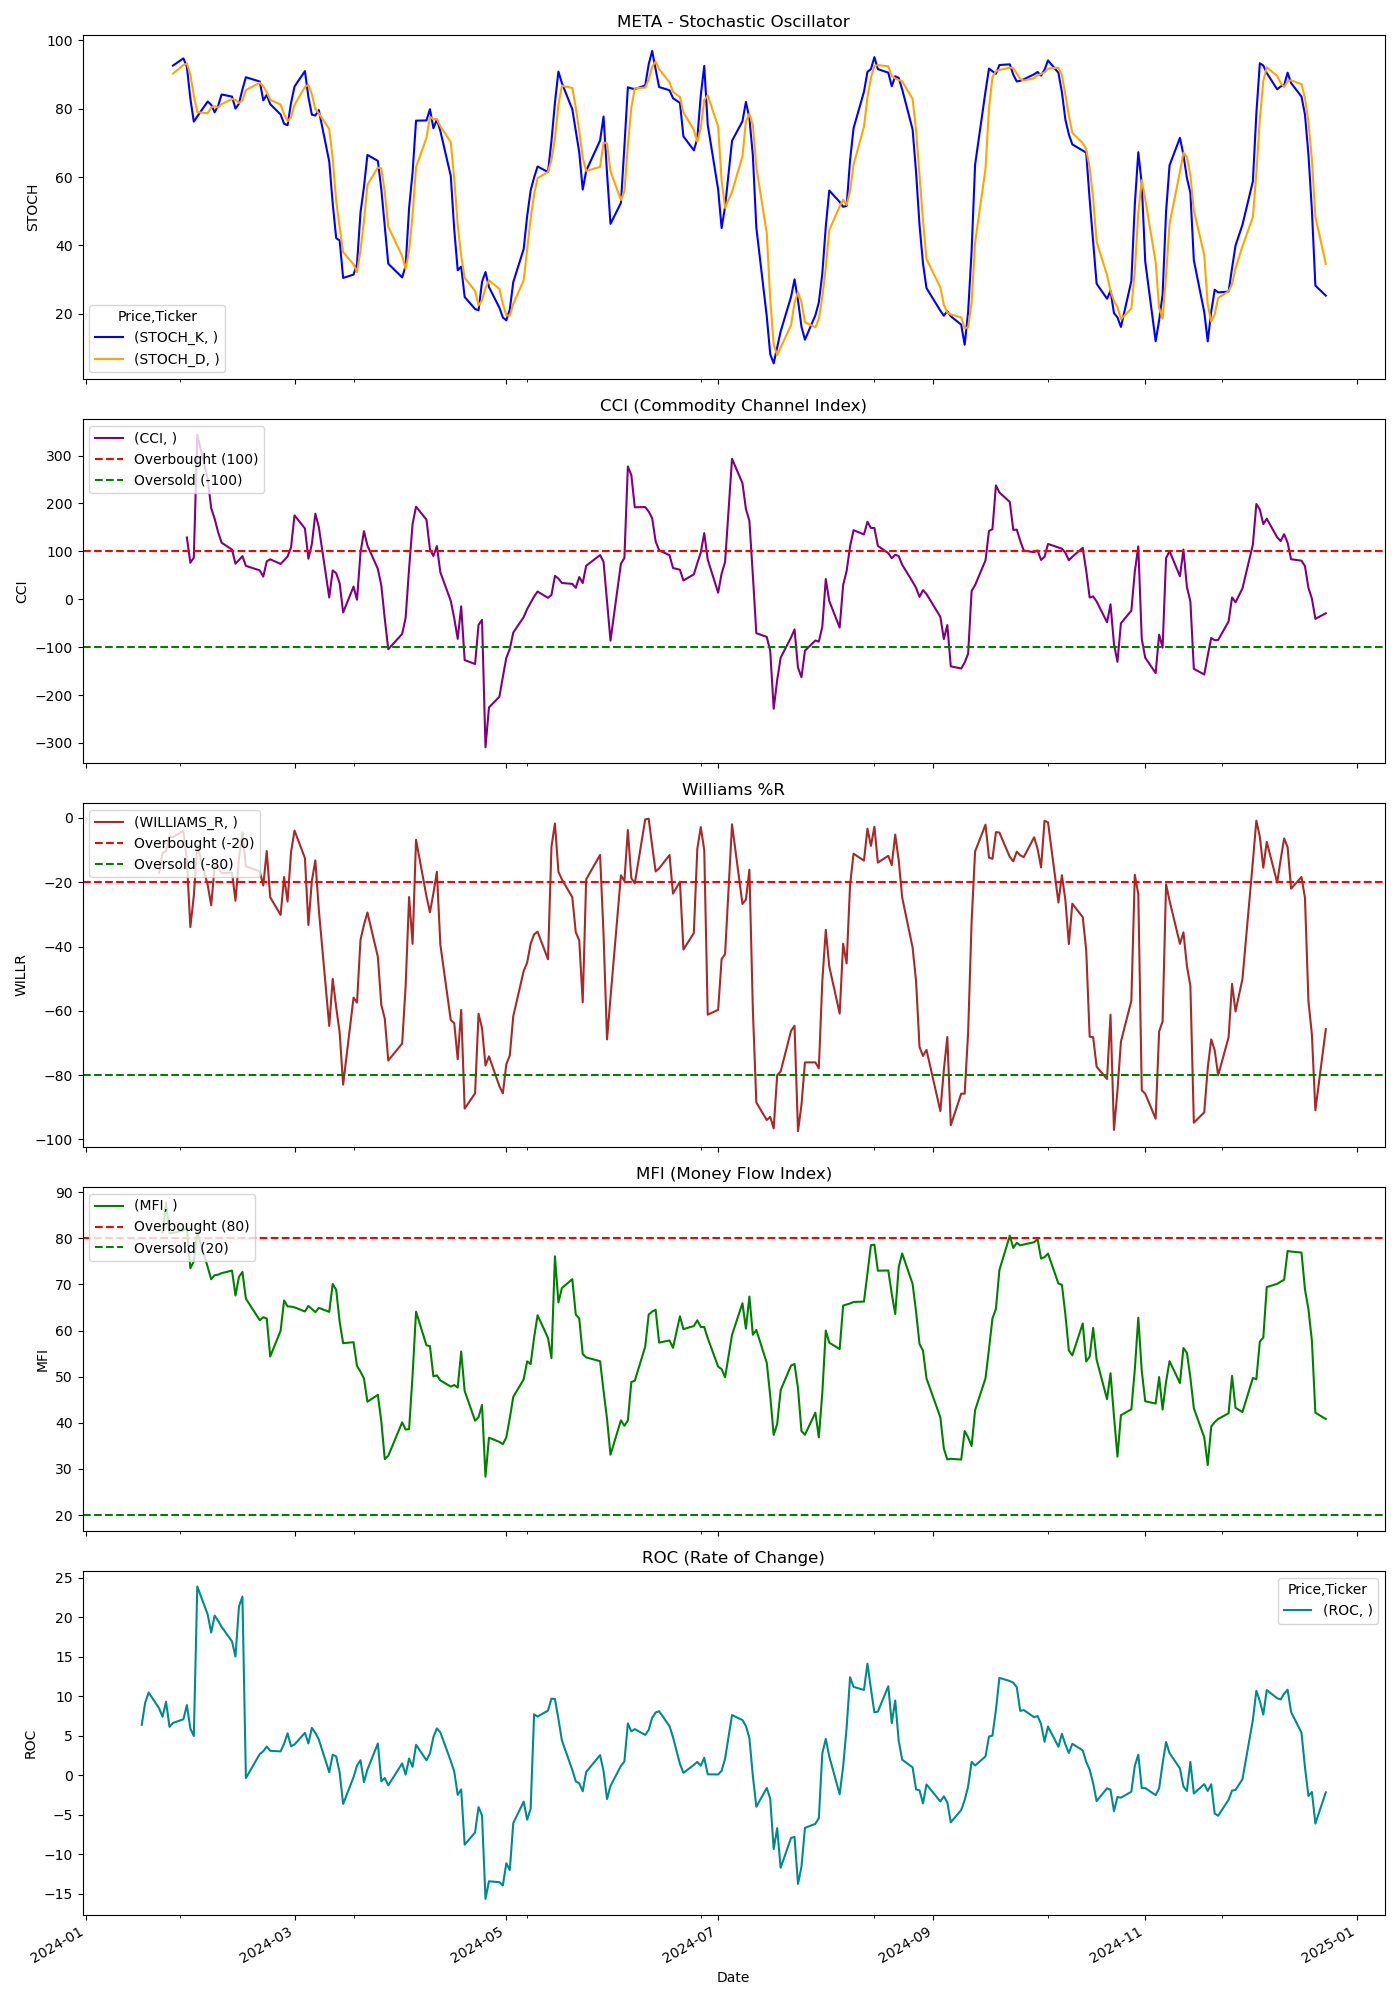 META - Stochastic Oscillator
100
80
60
40
20
STOCH
Price,Ticker
(STOCH_K, )
(STOCH_D, )
CCI (Commodity Channel Index)
300
200
100
0
−100
−200
−300
CCI
(CCI, )
Overbought (100)
Oversold (-100)
Williams %R
0
−20
−40
−60
−80
−100
WILLR
(WILLIAMS_R, )
Overbought (-20)
Oversold (-80)
MFI (Money Flow Index)
90
80
70
60
50
40
30
20
MFI
(MFI, )
Overbought (80)
Oversold (20)
ROC (Rate of Change)
25
20
15
10
5
0
−5
−10
−15
ROC
Price,Ticker
(ROC, )
2024-01
2024-03
2024-05
2024-07
2024-09
2024-11
2025-01
Date